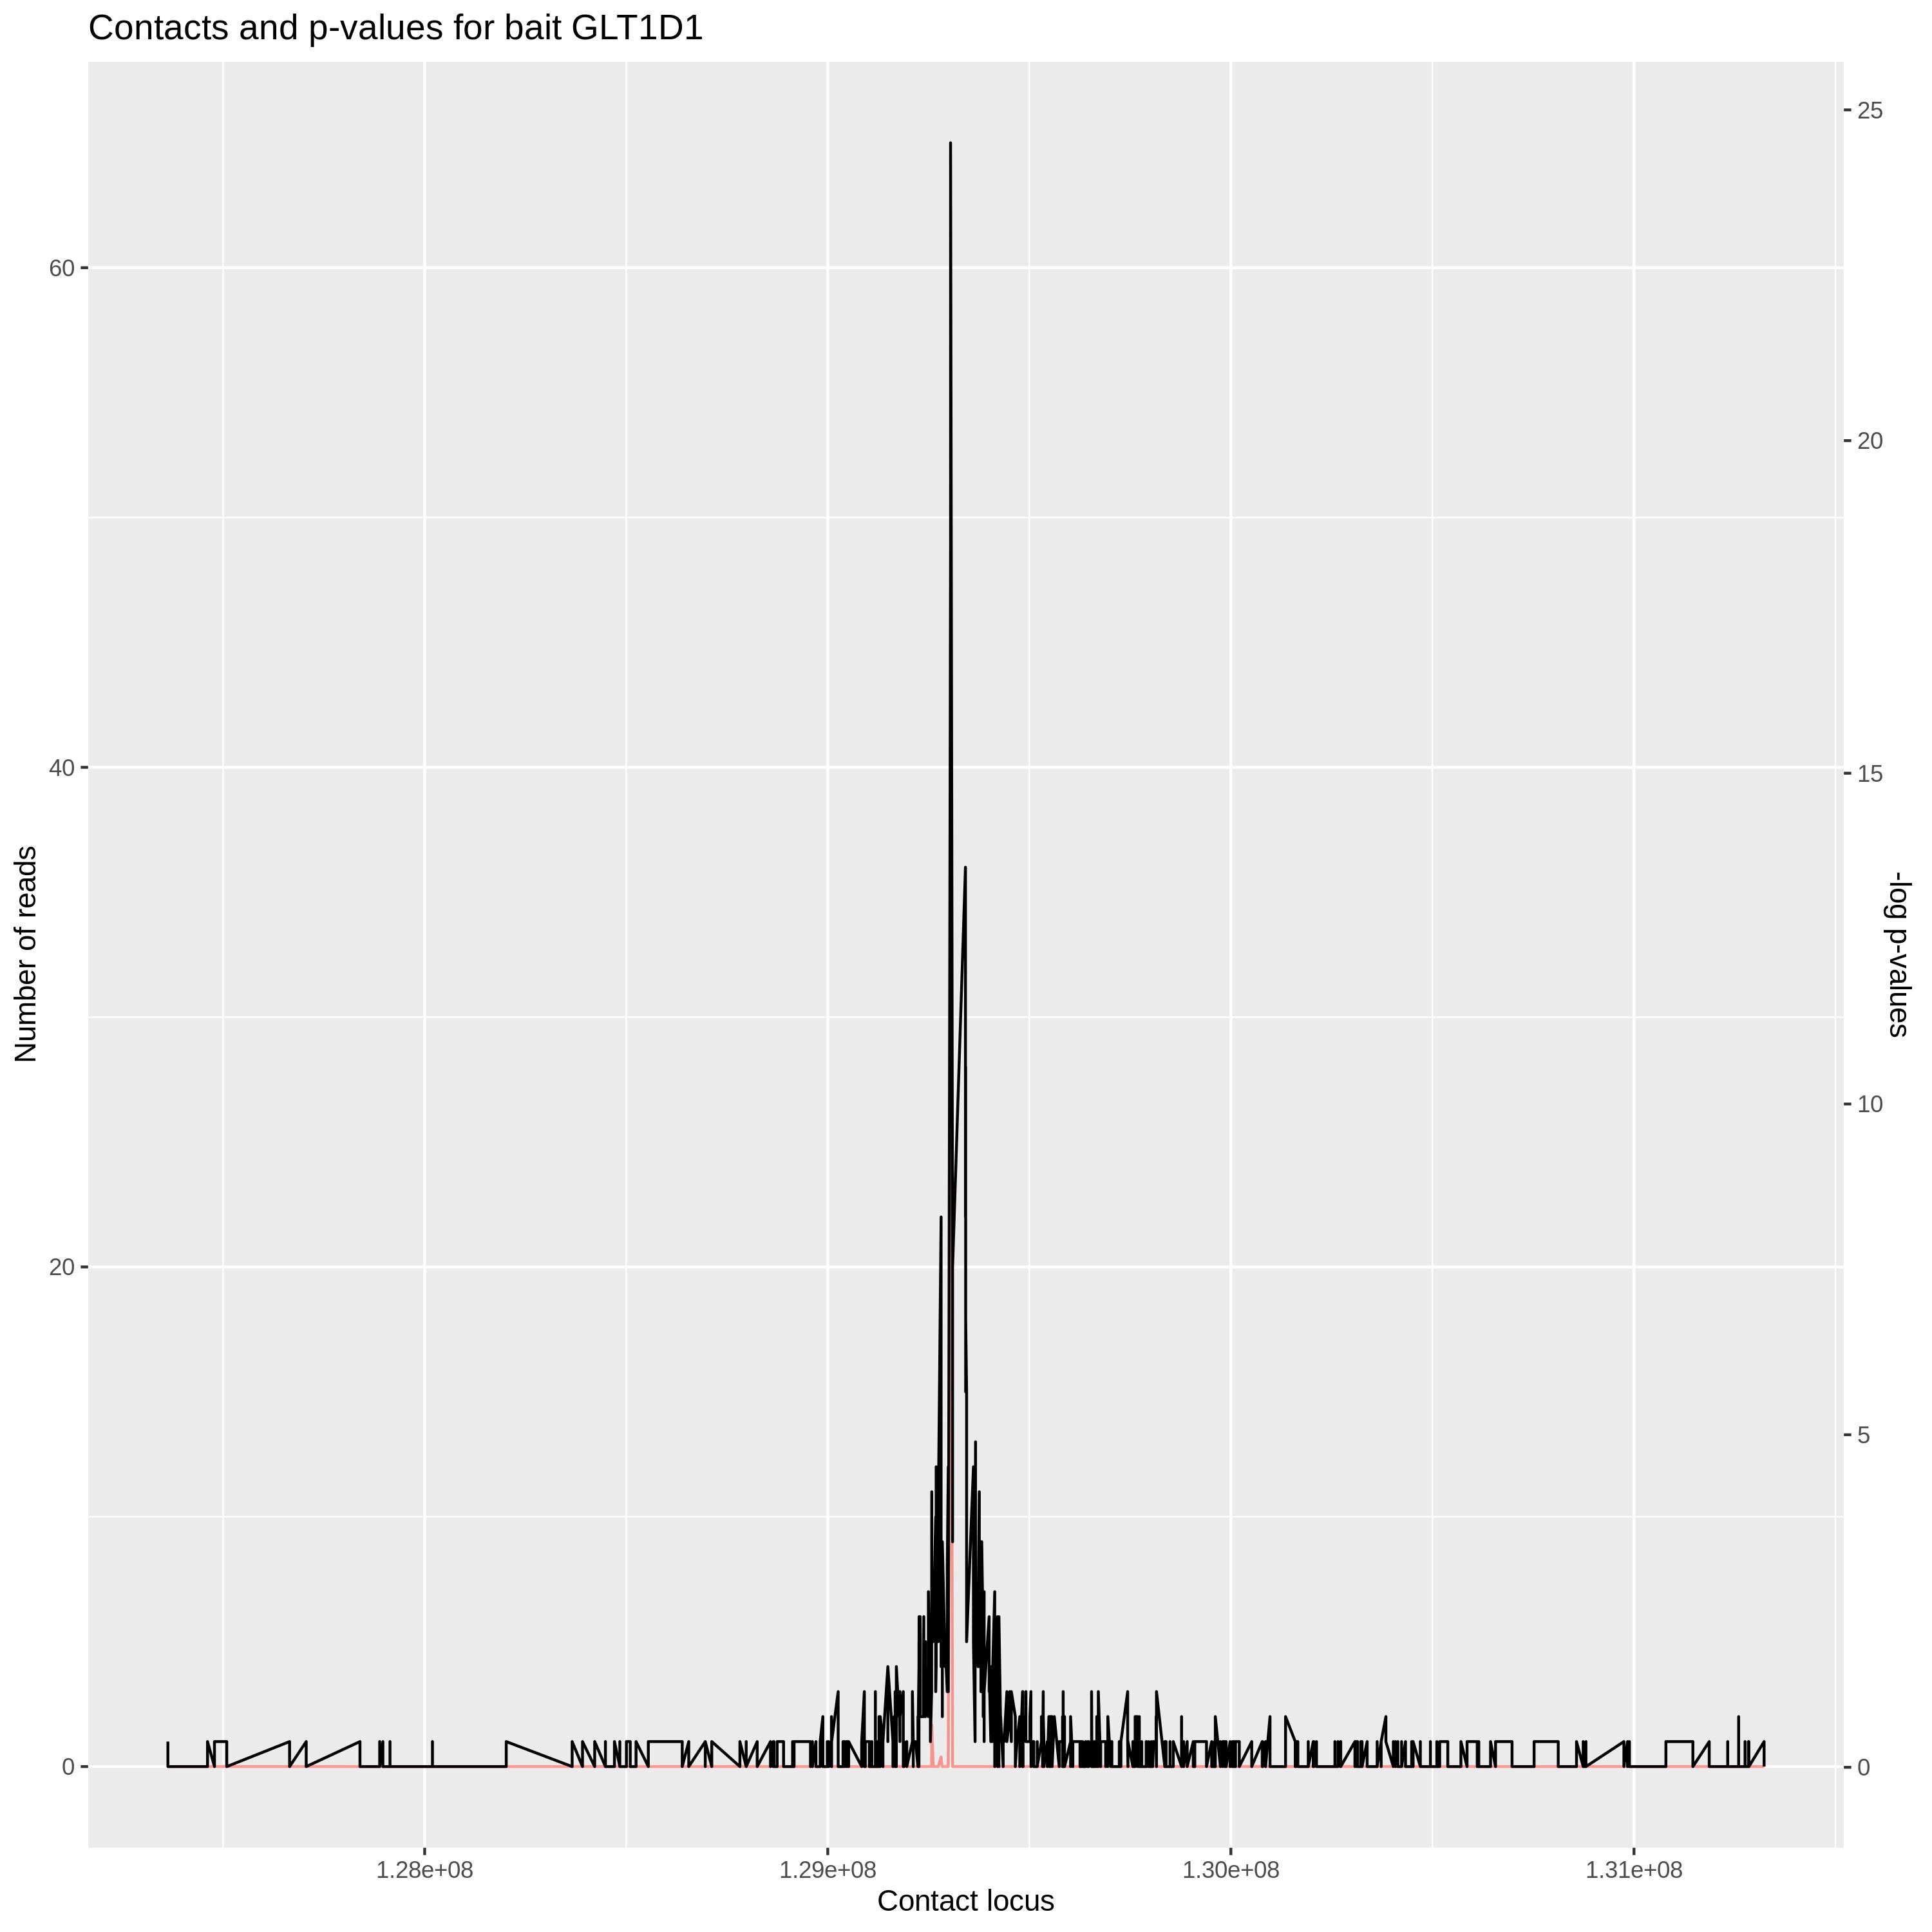 Contacts and p-values for bait GLT1D1
60
40
20
0
25
20
15
10
5
0
Number of reads
-log p-values
1.28e+08
1.29e+08
1.30e+08
1.31e+08
Contact locus